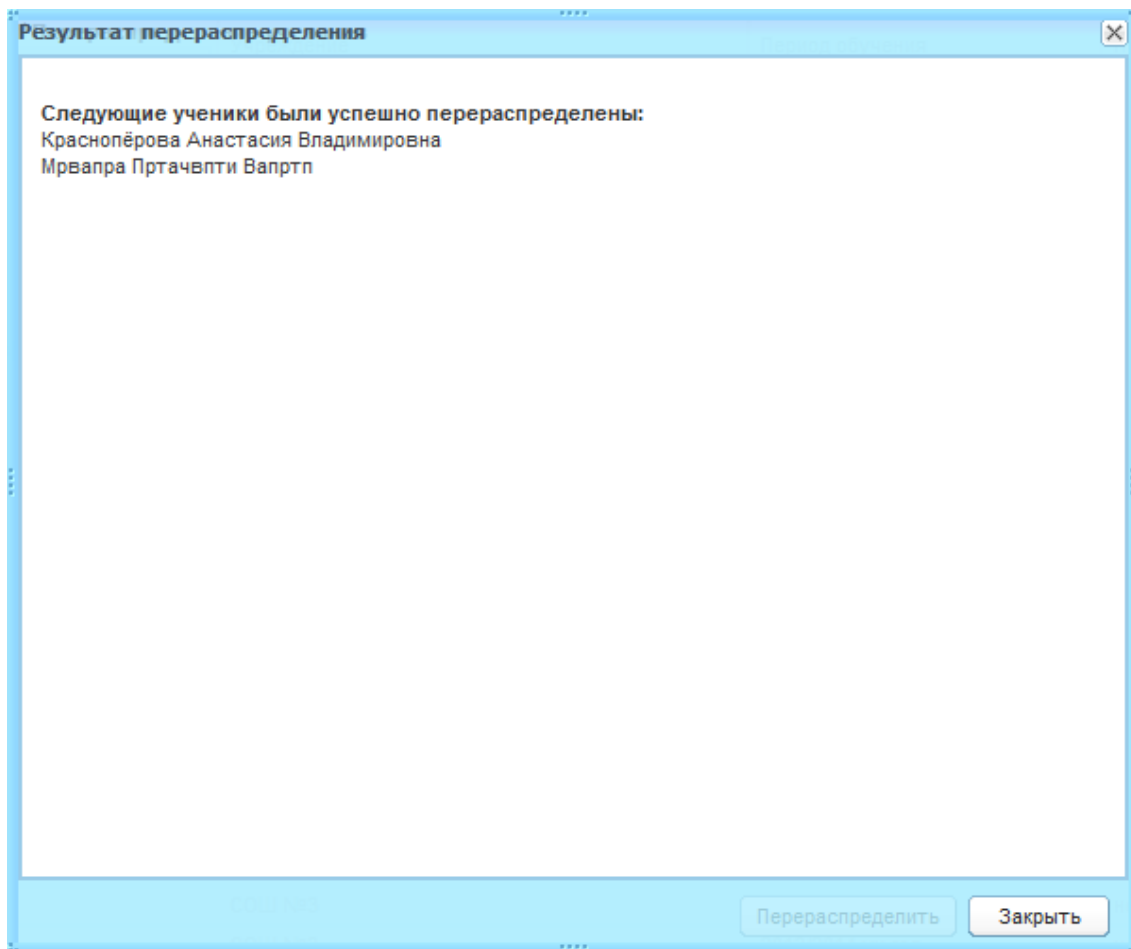 Результат перераспределения
Следующие ученики были успешно перераспределены:
Краснопёрова Анастасия Владимировна
Мрвапра Пртачвпти Вапртп
Перераспределить
Закрыть